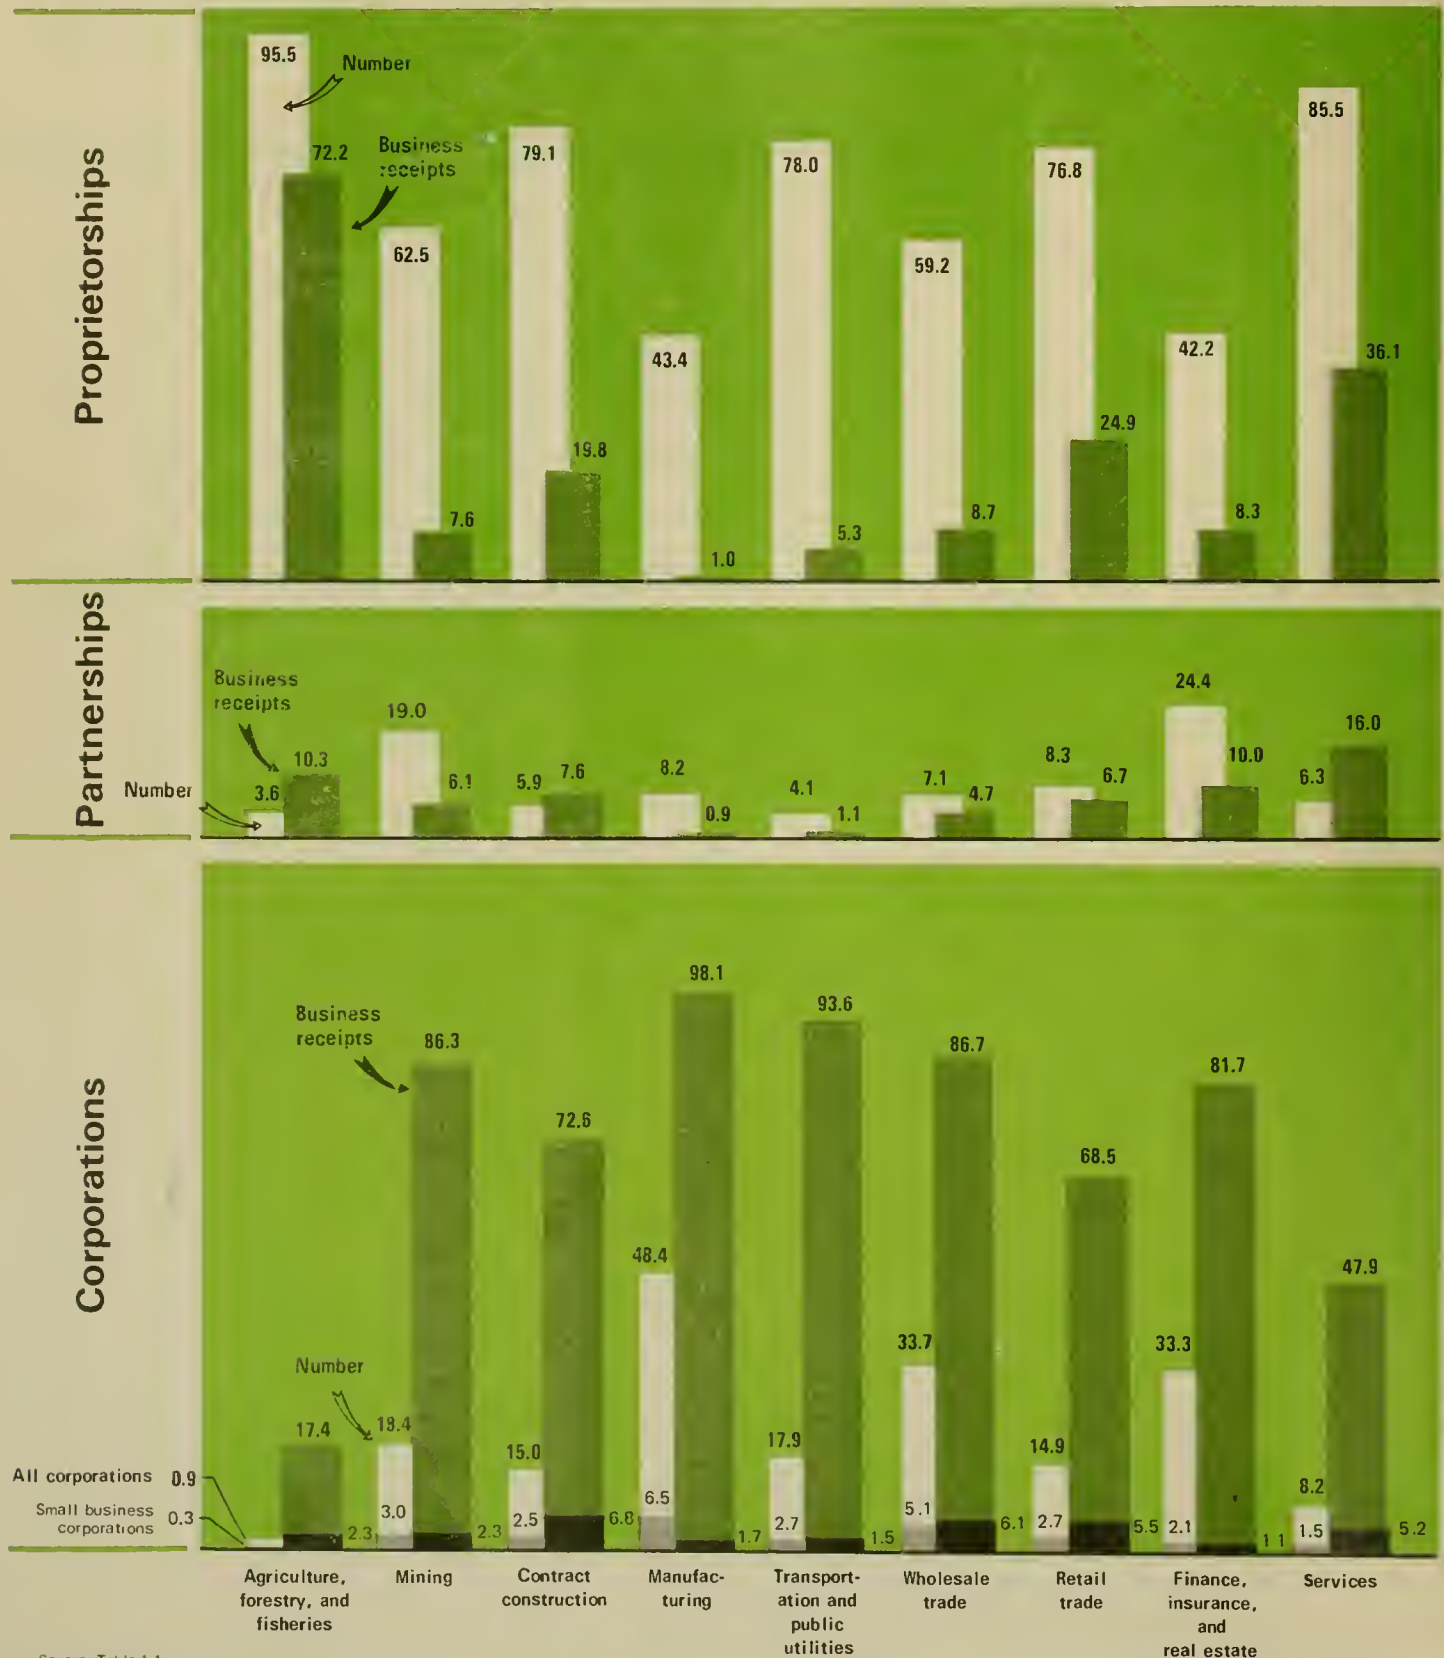 Proprietorships
95.5
Number
72.2
Business
receipts
62.5
7.6
79.1
19.8
43.4
1.0
78.0
5.3
59.2
8.7
76.8
24.9
42.2
8.3
85.5
36.1
Partnerships
Business
receipts
Number
3.6
10.3
19.0
6.1
5.9
7.6
8.2
0.9
4.1
1.1
7.1
4.7
8.3
6.7
24.4
10.0
6.3
16.0
Corporations
Business
receipts
Number
All corporations 0.9
Small business
corporations 0.3
17.4
2.3
18.4
3.0
86.3
2.3
15.0
2.5
72.6
6.8
48.4
6.5
98.1
1.7
17.9
2.7
93.6
1.5
33.7
5.1
86.7
6.1
14.9
2.7
68.5
5.5
33.3
2.1
81.7
1.1
8.2
1.5
47.9
5.2
Agriculture,
forestry, and
fisheries
Mining
Contract
construction
Manufac-
turing
Transport-
ation and
public
utilities
Wholesale
trade
Retail
trade
Finance,
insurance,
and
real estate
Services